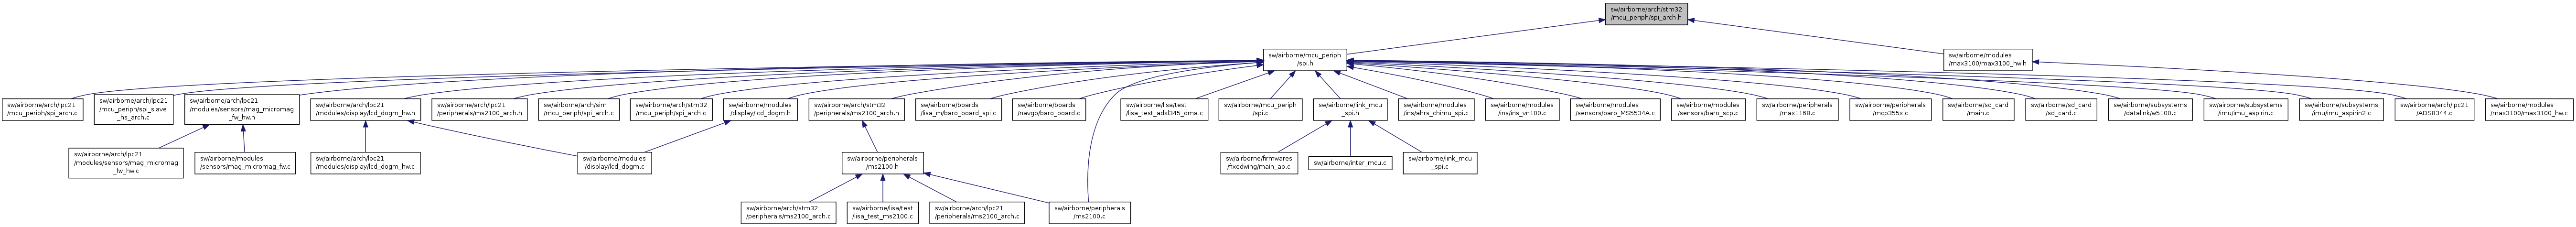 sw/airborne/arch/stm32
/mcu_periph/spi_arch.h
sw/airborne/mcu_periph
/spi.h
sw/airborne/modules
/max3100/max3100_hw.h
sw/airborne/arch/lpc21
/mcu_periph/spi_arch.c
sw/airborne/arch/lpc21
/mcu_periph/spi_slave
_hs_arch.c
sw/airborne/arch/lpc21
/modules/sensors/mag_micromag
_fw_hw.h
sw/airborne/arch/lpc21
/modules/display/lcd_dogm_hw.h
sw/airborne/arch/lpc21
/peripherals/ms2100_arch.h
sw/airborne/arch/sim
/mcu_periph/spi_arch.c
sw/airborne/arch/stm32
/mcu_periph/spi_arch.c
sw/airborne/modules
/display/lcd_dogm.h
sw/airborne/arch/stm32
/peripherals/ms2100_arch.h
sw/airborne/boards
/lisa_m/baro_board_spi.c
sw/airborne/boards
/navgo/baro_board.c
sw/airborne/lisa/test
/lisa_test_adxl345_dma.c
sw/airborne/mcu_periph
/spi.c
sw/airborne/link_mcu
_spi.h
sw/airborne/modules
/ins/ahrs_chimu_spi.c
sw/airborne/modules
/ins/ins_vn100.c
sw/airborne/modules
/sensors/baro_MS5534A.c
sw/airborne/modules
/sensors/baro_scp.c
sw/airborne/peripherals
/max1168.c
sw/airborne/peripherals
/mcp355x.c
sw/airborne/sd_card
/main.c
sw/airborne/sd_card
/sd_card.c
sw/airborne/subsystems
/datalink/w5100.c
sw/airborne/subsystems
/imu/imu_aspirin.c
sw/airborne/subsystems
/imu/imu_aspirin2.c
sw/airborne/arch/lpc21
/ADS8344.c
sw/airborne/modules
/max3100/max3100_hw.c
sw/airborne/arch/lpc21
/modules/sensors/mag_micromag
_fw_hw.c
sw/airborne/modules
/sensors/mag_micromag_fw.c
sw/airborne/arch/lpc21
/modules/display/lcd_dogm_hw.c
sw/airborne/modules
/display/lcd_dogm.c
sw/airborne/peripherals
/ms2100.h
sw/airborne/firmwares
/fixedwing/main_ap.c
sw/airborne/inter_mcu.c
sw/airborne/link_mcu
_spi.c
sw/airborne/arch/stm32
/peripherals/ms2100_arch.c
sw/airborne/lisa/test
/lisa_test_ms2100.c
sw/airborne/arch/lpc21
/peripherals/ms2100_arch.c
sw/airborne/peripherals
/ms2100.c